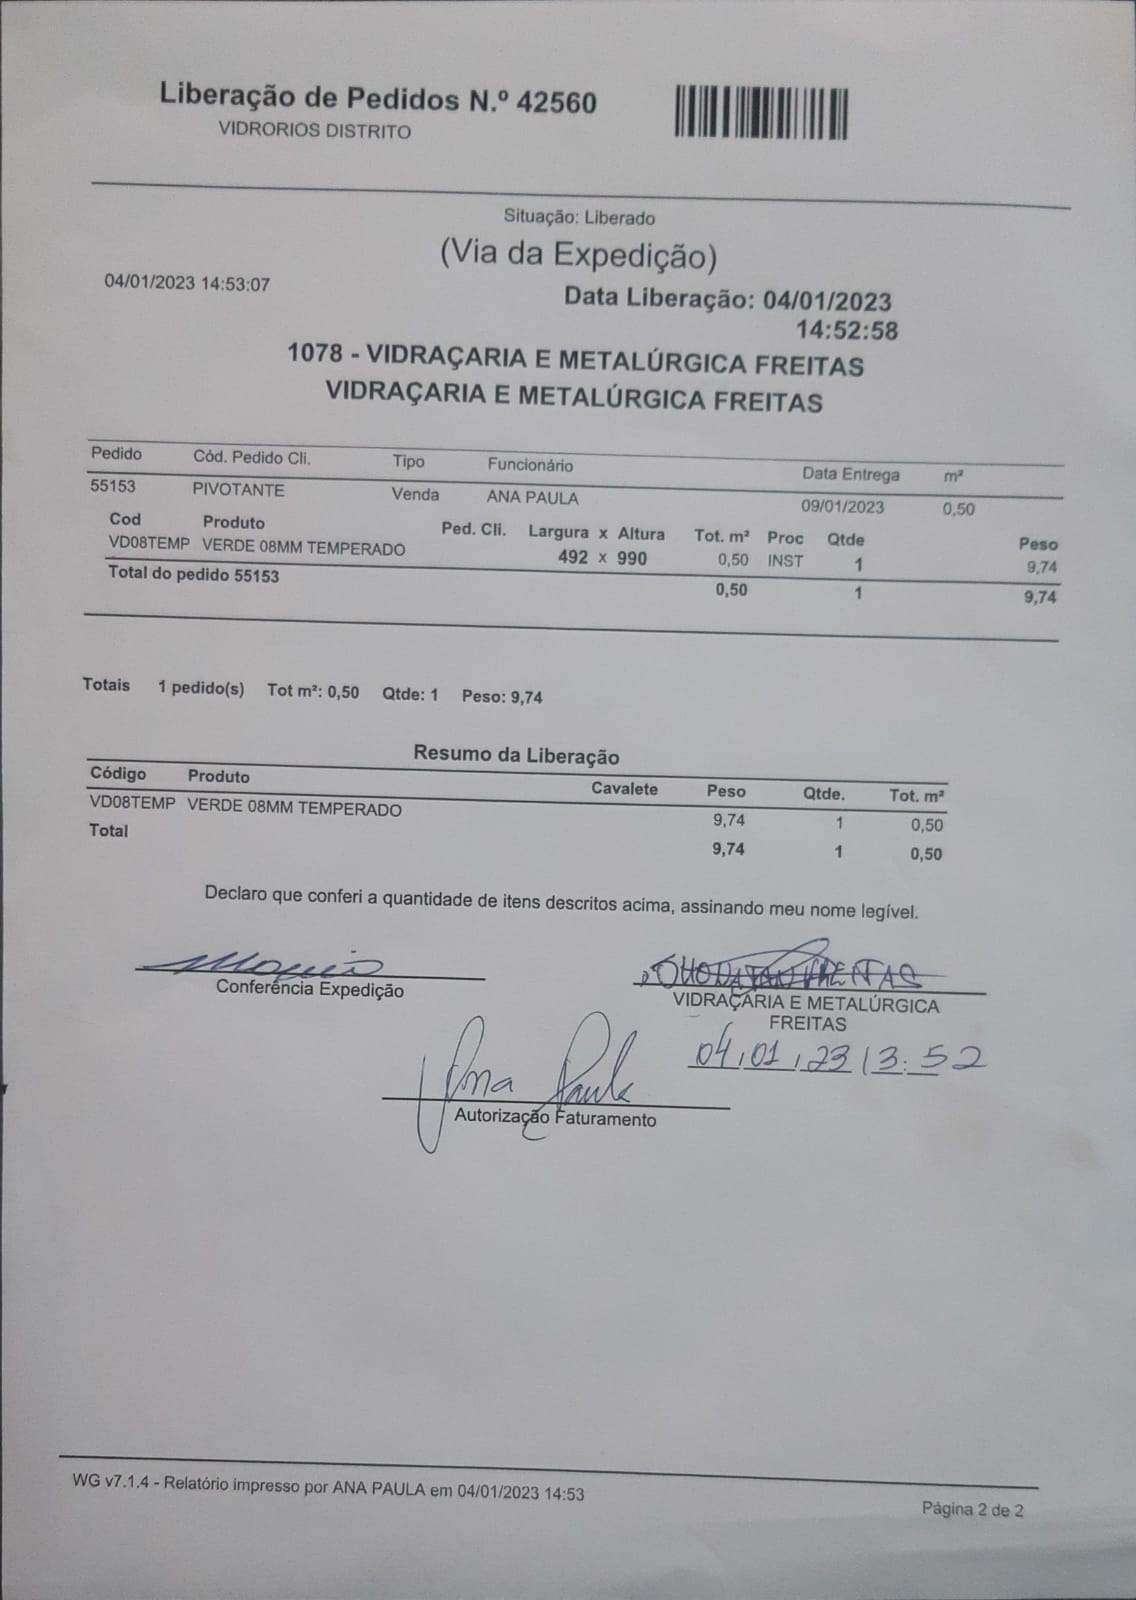 Liberação de Pedidos N.º 42560
VIDRORIOS DISTRITO
Situação: Liberado
(Via da Expedição)
04/01/2023 14:53:07
Data Liberação: 04/01/2023
14:52:58
1078 - VIDRAÇARIA E METALÚRGICA FREITAS
VIDRAÇARIA E METALÚRGICA FREITAS
Pedido Cód. Pedido Cli. Tipo Funcionário Data Entrega m²
55153 PIVOTANTE Venda ANA PAULA 09/01/2023 0,50
Cod Produto Ped. Cli. Largura x Altura Tot. m² Proc Qtde Peso
VD08TEMP VERDE 08MM TEMPERADO 492 x 990 0,50 INST 1 9,74
Total do pedido 55153 0,50 1 9,74
Totais 1 pedido(s) Tot m²: 0,50 Qtde: 1 Peso: 9,74
Resumo da Liberação
Código Produto Cavalete Peso Qtde. Tot. m²
VD08TEMP VERDE 08MM TEMPERADO 9,74 1 0,50
Total 9,74 1 0,50
Declaro que conferi a quantidade de itens descritos acima, assinando meu nome legível.
FREITAS
Conferência Expedição
VIDRAÇARIA E METALÚRGICA
FREITAS
04,01,23 13:52
Ana Paula
Autorização Faturamento
WG v7.1.4 - Relatório impresso por ANA PAULA em 04/01/2023 14:53
Página 2 de 2